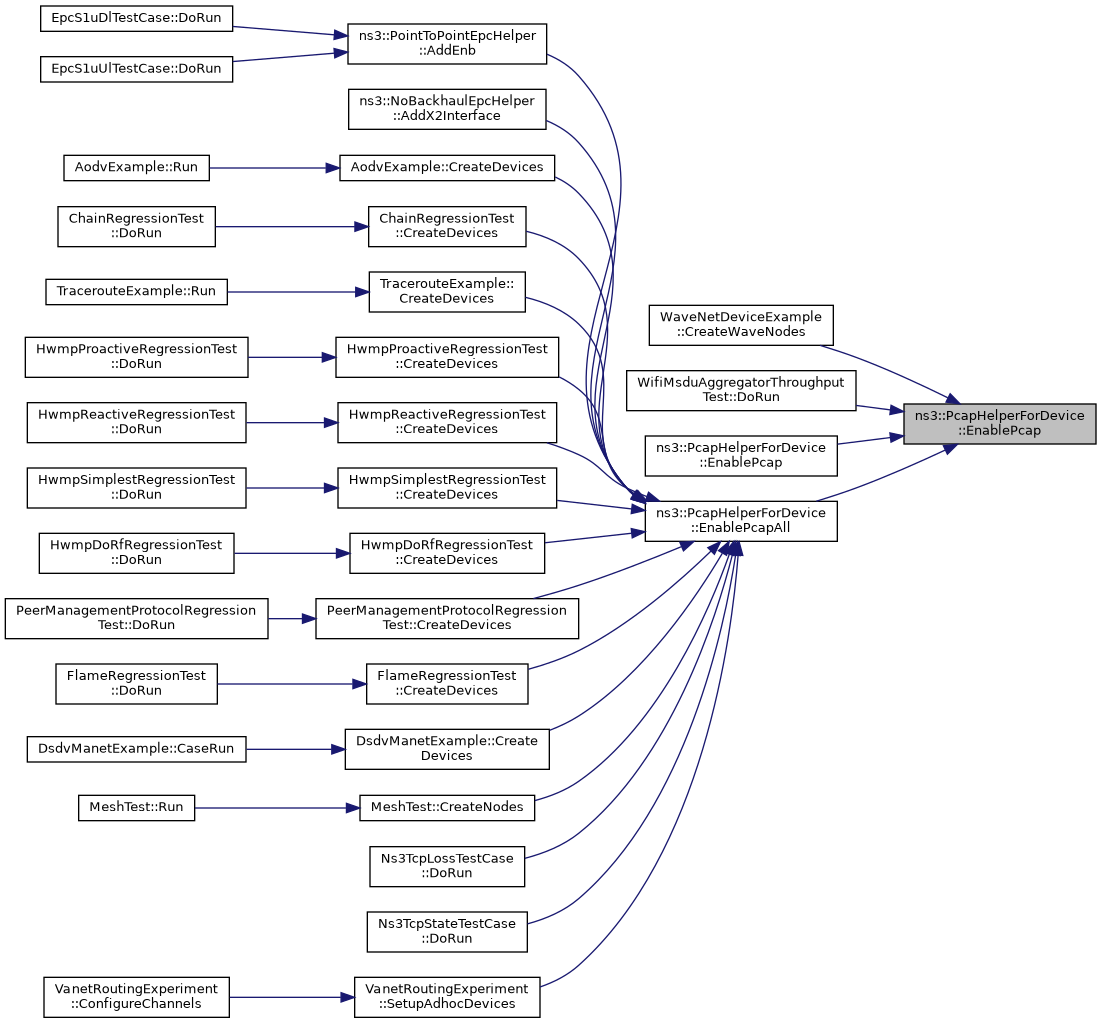 EpcS1uDlTestCase::DoRun
EpcS1uUlTestCase::DoRun
ns3::PointToPointEpcHelper
::AddEnb
ns3::NoBackhaulEpcHelper
::AddX2Interface
AodvExample::Run
AodvExample::CreateDevices
ChainRegressionTest
::DoRun
ChainRegressionTest
::CreateDevices
TracerouteExample::Run
TracerouteExample::
CreateDevices
HwmpProactiveRegressionTest
::DoRun
HwmpProactiveRegressionTest
::CreateDevices
HwmpReactiveRegressionTest
::DoRun
HwmpReactiveRegressionTest
::CreateDevices
HwmpSimplestRegressionTest
::DoRun
HwmpSimplestRegressionTest
::CreateDevices
HwmpDoRfRegressionTest
::DoRun
HwmpDoRfRegressionTest
::CreateDevices
PeerManagementProtocolRegression
Test::DoRun
PeerManagementProtocolRegression
Test::CreateDevices
FlameRegressionTest
::DoRun
FlameRegressionTest
::CreateDevices
DsdvManetExample::CaseRun
DsdvManetExample::Create
Devices
MeshTest::Run
MeshTest::CreateNodes
Ns3TcpLossTestCase
::DoRun
Ns3TcpStateTestCase
::DoRun
VanetRoutingExperiment
::ConfigureChannels
VanetRoutingExperiment
::SetupAdhocDevices
WaveNetDeviceExample
::CreateWaveNodes
WifiMsduAggregatorThroughput
Test::DoRun
ns3::PcapHelperForDevice
::EnablePcap
ns3::PcapHelperForDevice
::EnablePcapAll
ns3::PcapHelperForDevice
::EnablePcap